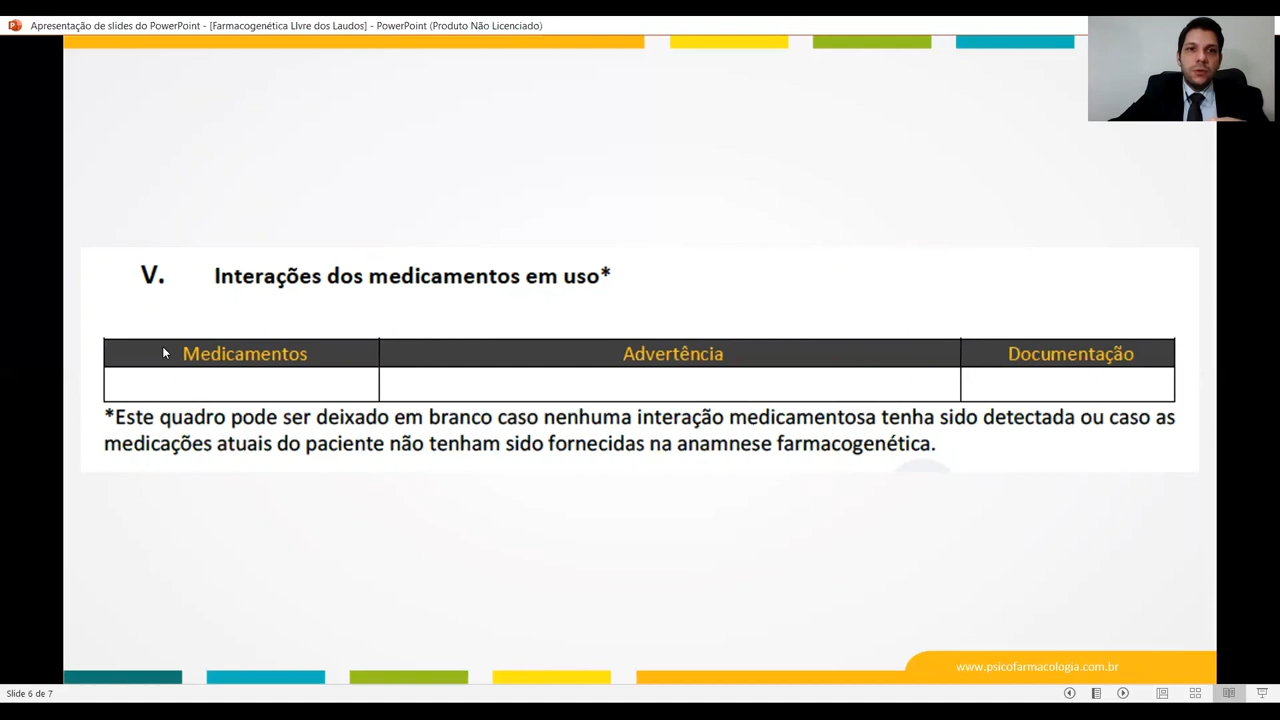 Apresentação de slides do PowerPoint - [Farmacogenética LIvre dos Laudos] - PowerPoint (Produto Não Licenciado)
V. Interações dos medicamentos em uso*
Medicamentos Advertência Documentação
*Este quadro pode ser deixado em branco caso nenhuma interação medicamentosa tenha sido detectada ou caso as
medicações atuais do paciente não tenham sido fornecidas na anamnese farmacogenética.
www.psicofarmacologia.com.br
Slide 6 de 7